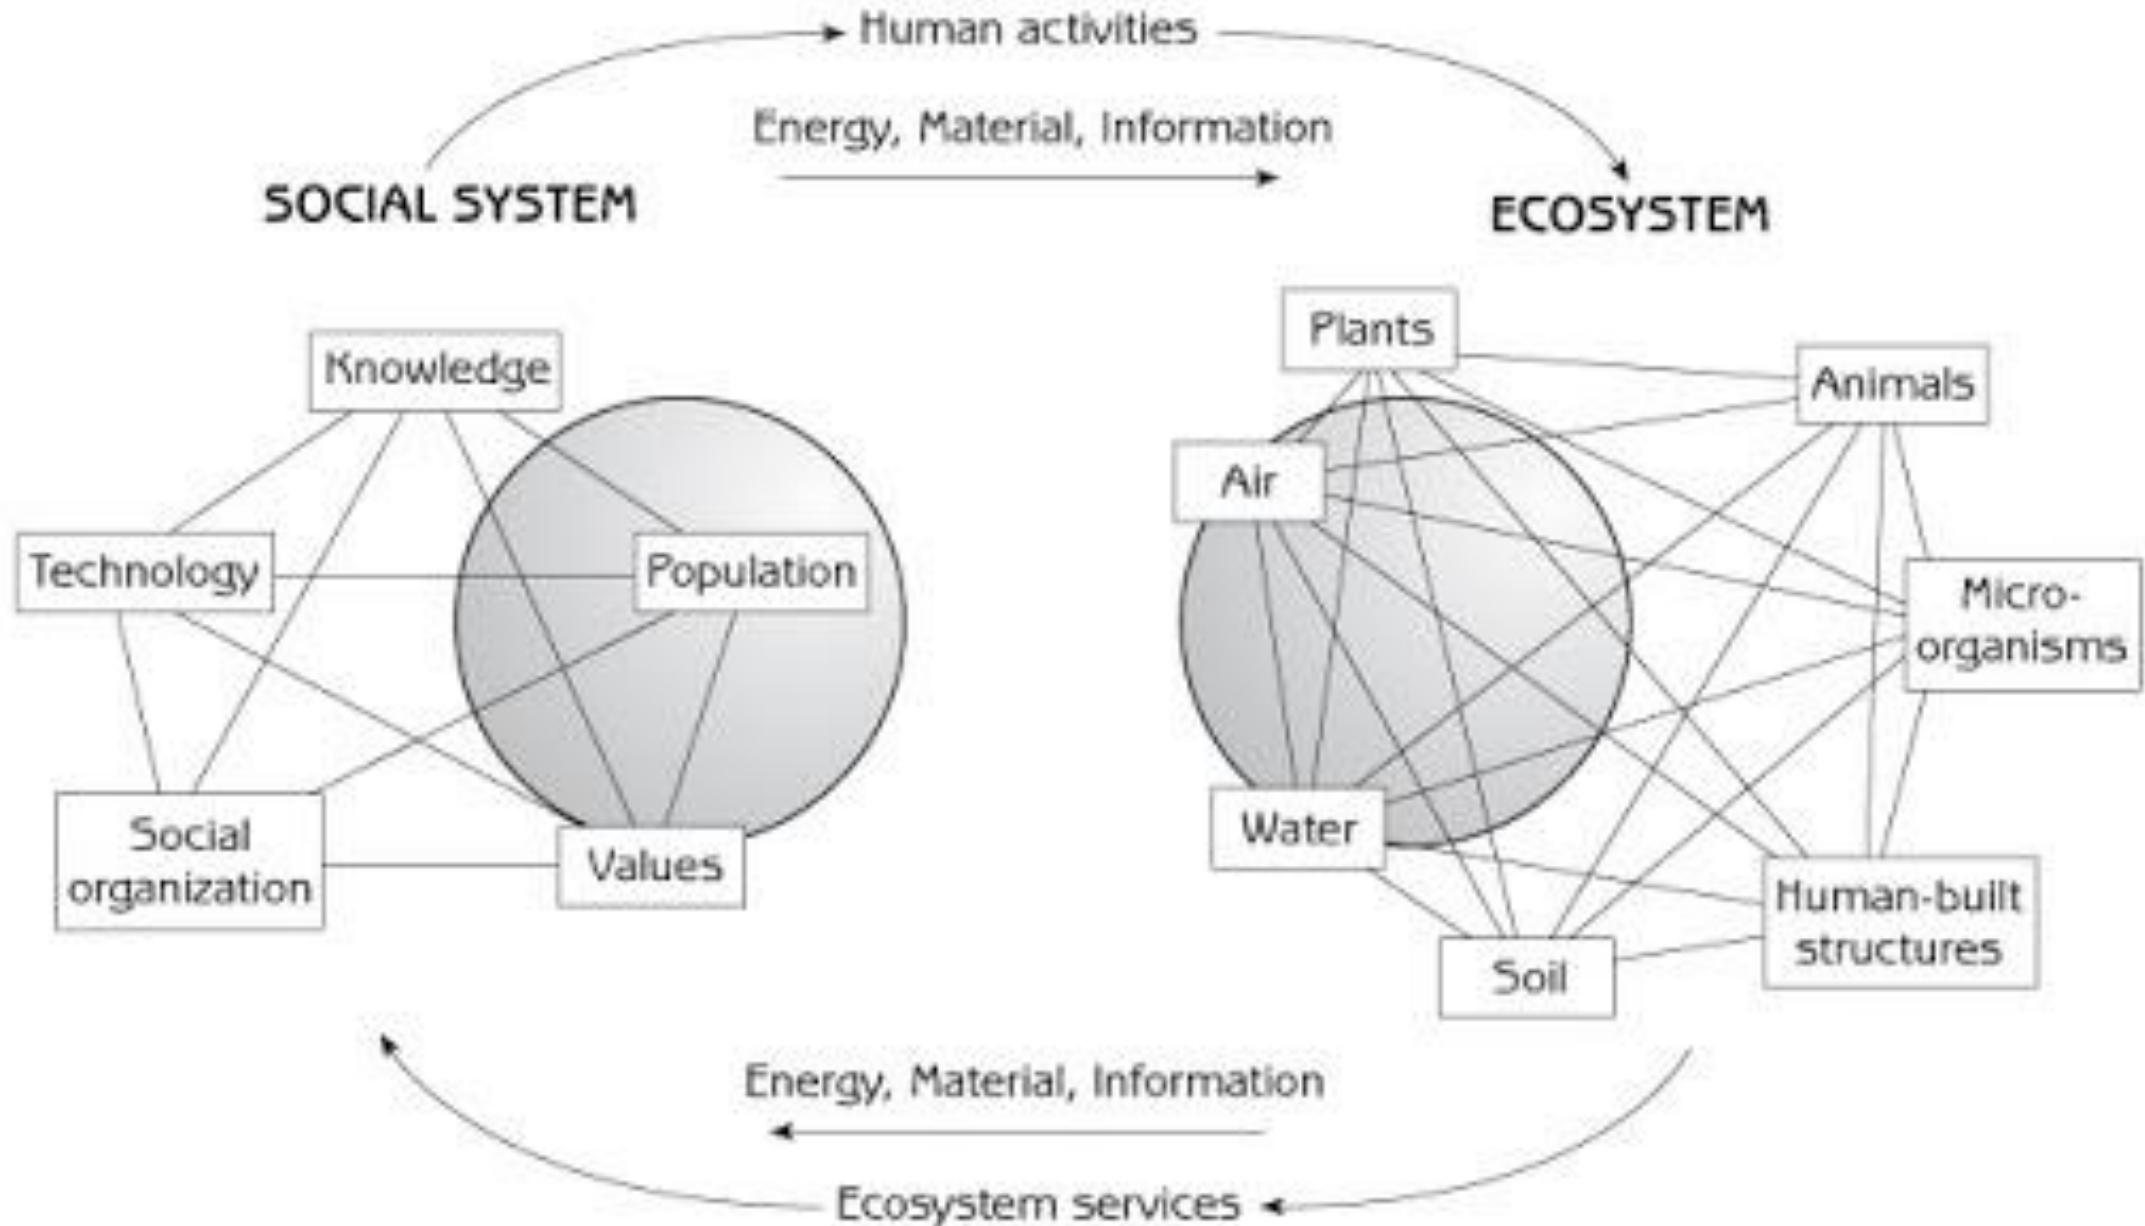 Human activities
Energy, Material, Information
SOCIAL SYSTEM
ECOSYSTEM
Knowledge
Technology
Population
Social
organization
Values
Plants
Animals
Air
Micro-
organisms
Water
Human-built
structures
Soil
Energy, Material, Information
Ecosystem services